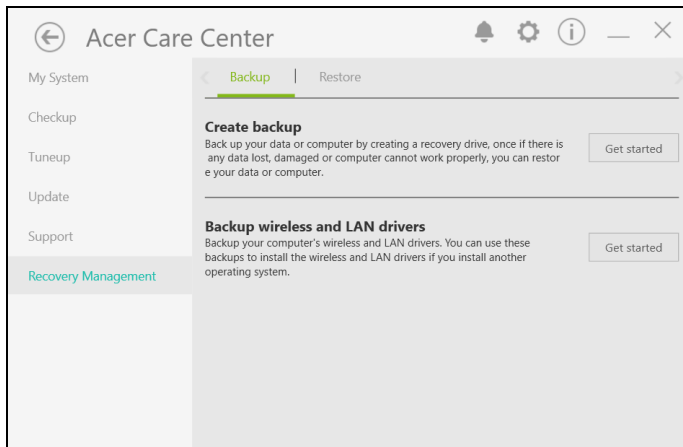 Acer Care Center
My System
Checkup
Tuneup
Update
Support
Recovery Management
Backup | Restore
Create backup
Back up your data or computer by creating a recovery drive, once if there is
any data lost, damaged or computer cannot work properly, you can restor
e your data or computer.
Get started
Backup wireless and LAN drivers
Backup your computer's wireless and LAN drivers. You can use these
backups to install the wireless and LAN drivers if you install another
operating system.
Get started